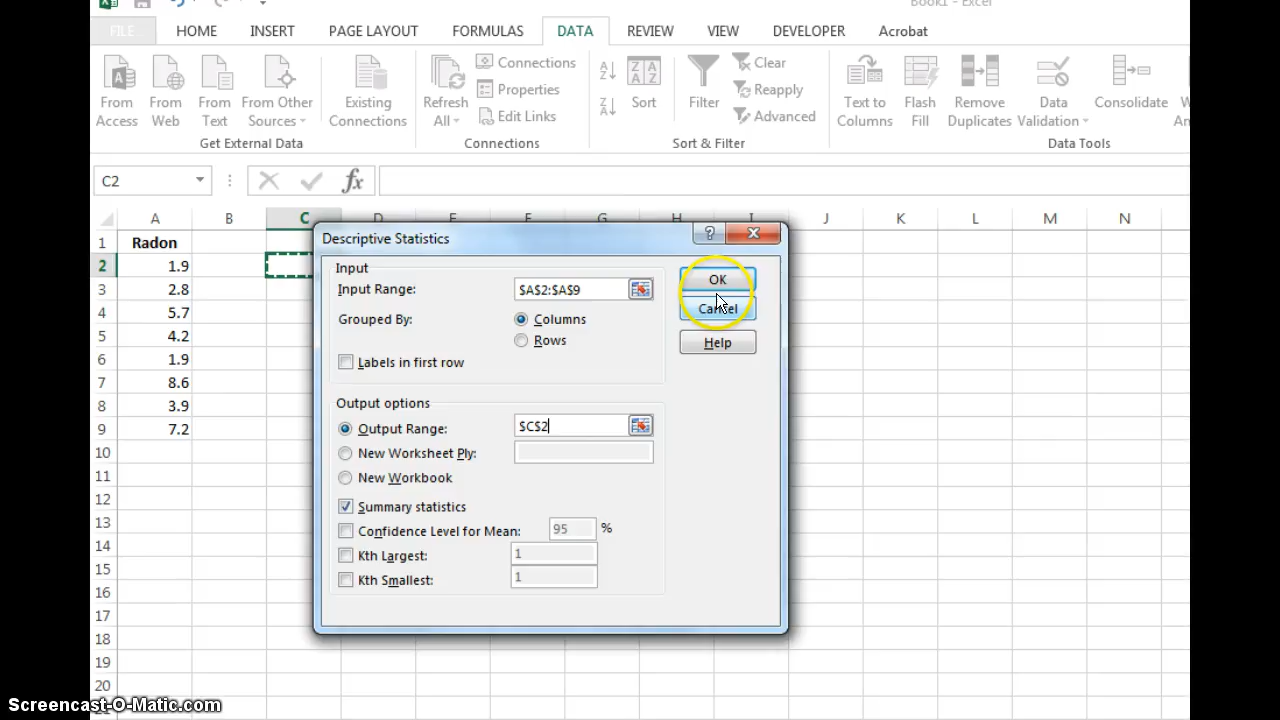 Book1 - Excel
FILE HOME INSERT PAGE LAYOUT FORMULAS DATA REVIEW VIEW DEVELOPER Acrobat
From Access
From Web
From Text
From Other Sources
Existing Connections
Get External Data
Refresh All
Connections
Properties
Edit Links
Connections
Sort
Filter
Clear
Reapply
Advanced
Sort & Filter
Text to Columns
Flash Fill
Remove Duplicates
Data Validation
Consolidate
Data Tools
C2 fx
A B C D E F G H I J K L M N
1 Radon
2 1.9
3 2.8
4 5.7
5 4.2
6 1.9
7 8.6
8 3.9
9 7.2
10
11
12
13
14
15
16
17
18
19
20
Descriptive Statistics
Input
Input Range: $A$2:$A$9
Grouped By: Columns
Rows
Labels in first row
Output options
Output Range: $C$2
New Worksheet Ply:
New Workbook
Summary statistics
Confidence Level for Mean: 95 %
Kth Largest: 1
Kth Smallest: 1
OK
Cancel
Help
Screencast-O-Matic.com